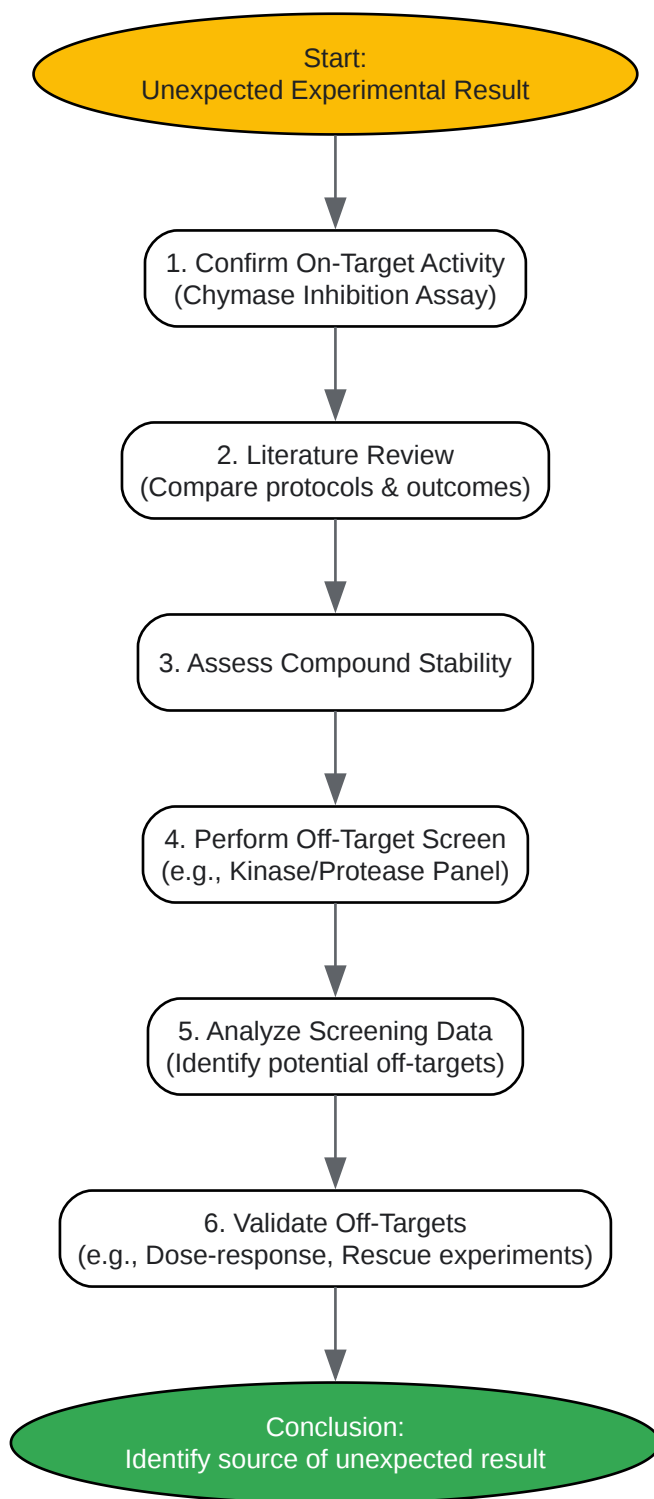 Start:
Unexpected Experimental Result
1. Confirm On-Target Activity
(Chymase Inhibition Assay)
2. Literature Review
(Compare protocols & outcomes)
3. Assess Compound Stability
4. Perform Off-Target Screen
(e.g., Kinase/Protease Panel)
5. Analyze Screening Data
(Identify potential off-targets)
6. Validate Off-Targets
(e.g., Dose-response, Rescue experiments)
Conclusion:
Identify source of unexpected result